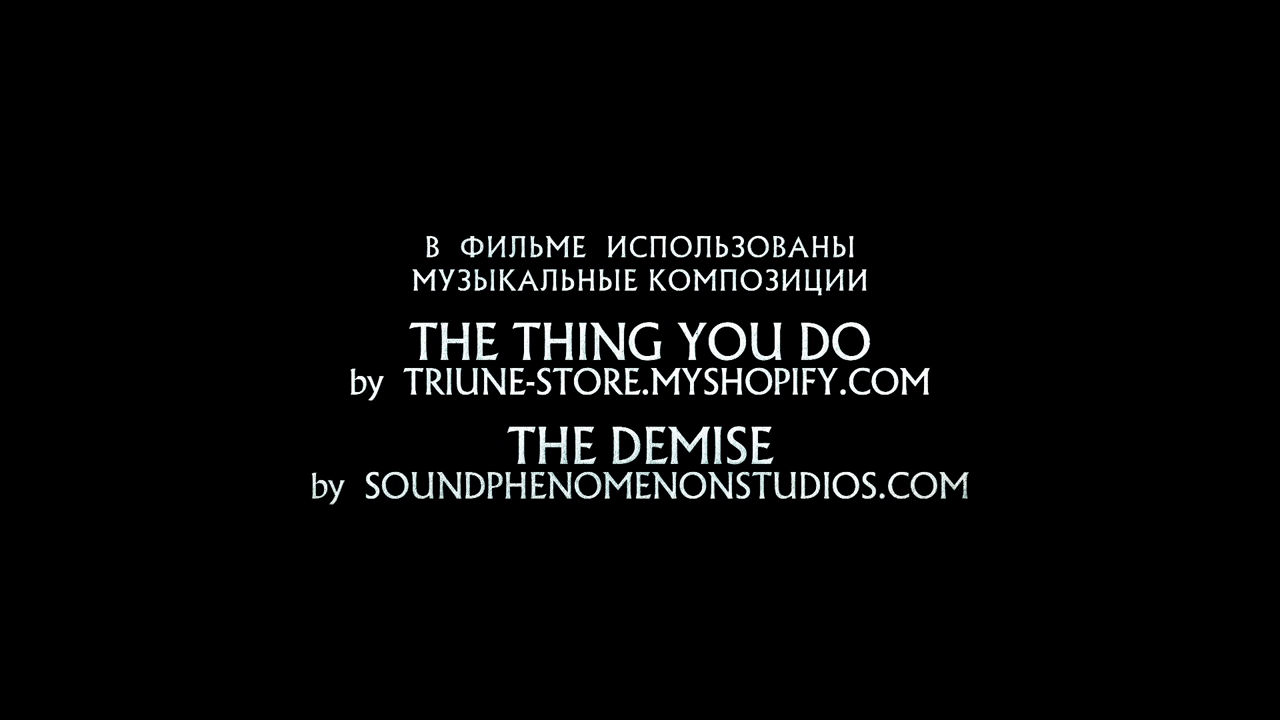 В ФИЛЬМЕ ИСПОЛЬЗОВАНЫ
МУЗЫКАЛЬНЫЕ КОМПОЗИЦИИ
THE THING YOU DO
by TRIUNE-STORE.MYSHOPIFY.COM
THE DEMISE
by SOUNDPHENOMENONSTUDIOS.COM